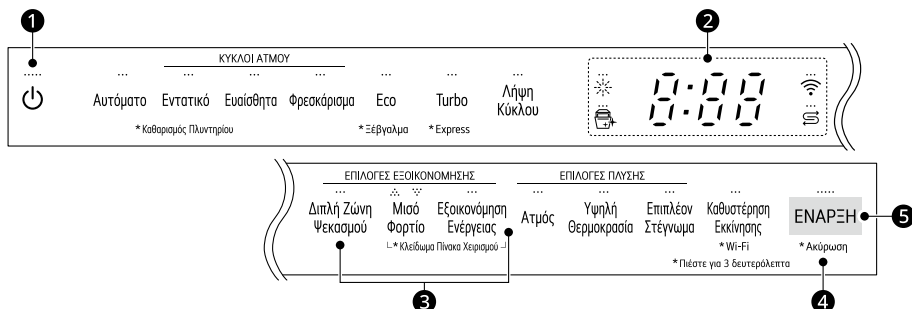 1
2
ΚΥΚΛΟΙ ΑΤΜΟΥ
Αυτόματο Εντατικό Ευαίσθητα Φρεσκάρισμα Eco Turbo Λήψη
Κύκλου
8:88
*Καθαρισμός Πλυντηρίου *Ξέβγαλμα *Express
ΕΠΙΛΟΓΕΣ ΕΞΟΙΚΟΝΟΜΗΣΗΣ ΕΠΙΛΟΓΕΣ ΠΛΥΣΗΣ
Διπλή Ζώνη Μισό Εξοικονόμηση Ατμός Υψηλή Επιπλέον Καθυστέρηση ΕΝΑΡΞΗ 5
Ψεκασμού Φορτίο Ενέργειας Θερμοκρασία Στέγνωμα Εκκίνησης
*Κλείδωμα Πίνακα Χειρισμού *Wi-Fi *Ακύρωση
*Πιέστε για 3 δευτερόλεπτα
3
4